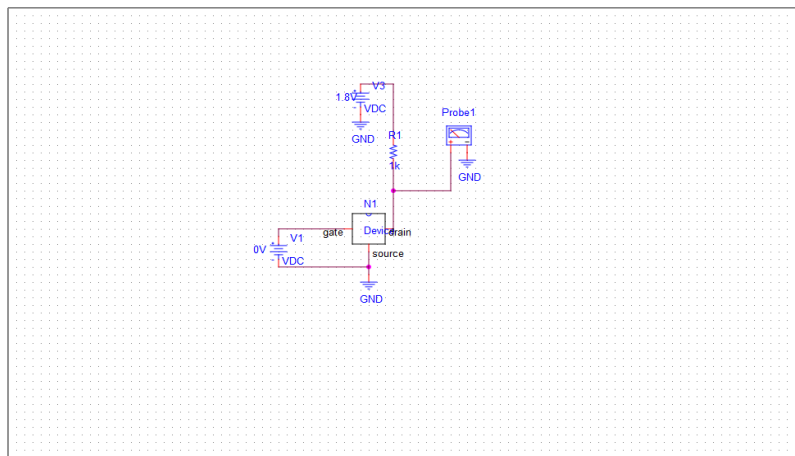 V3
1.8V
VDC
GND
R1
1k
Probe1
GND
N1
gate
Device
drain
source
V1
0V
VDC
GND